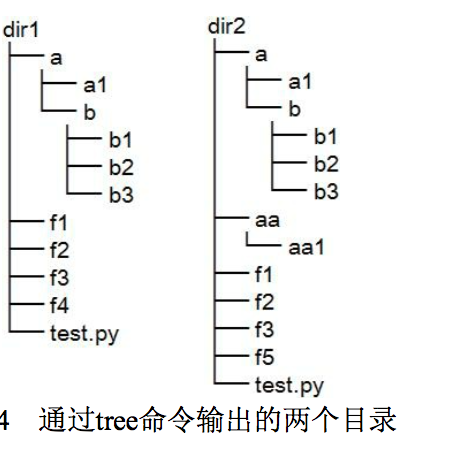 dir1
a
a1
b
b1
b2
b3
f1
f2
f3
f4
test.py
dir2
a
a1
b
b1
b2
b3
aa
aa1
f1
f2
f3
f5
test.py
4 通过tree命令输出的两个目录